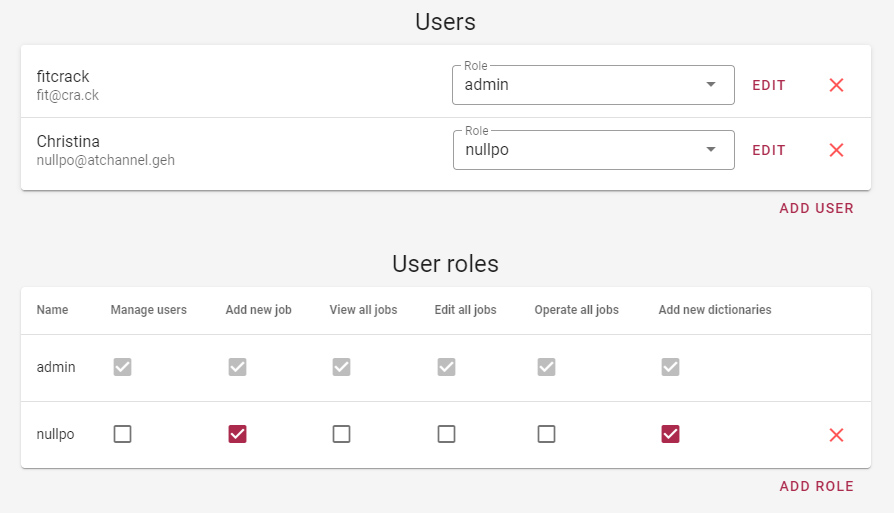 Users
fitcrack
fit@cra.ck
Role
admin
EDIT
Christina
nullpo@atchannel.geh
Role
nullpo
EDIT
ADD USER
User roles
Name Manage users Add new job View all jobs Edit all jobs Operate all jobs Add new dictionaries
admin
nullpo
ADD ROLE